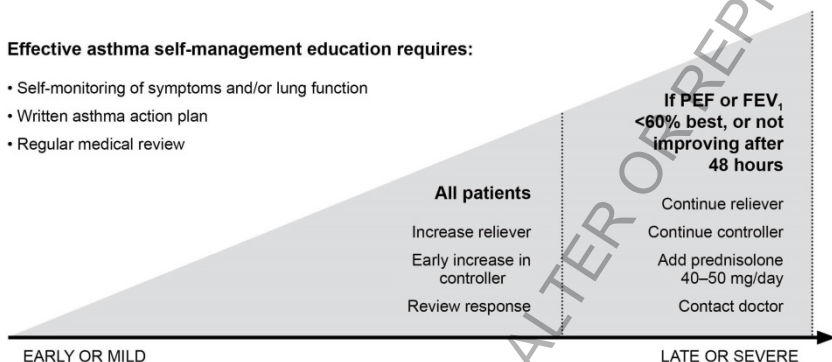 Effective asthma self-management education requires:
• Self-monitoring of symptoms and/or lung function
• Written asthma action plan
• Regular medical review
All patients
Increase reliever
Early increase in
controller
Review response
If PEF or FEV₁
<60% best, or not
improving after
48 hours
Continue reliever
Continue controller
Add prednisolone
40–50 mg/day
Contact doctor
EARLY OR MILD
LATE OR SEVERE
ALTER OR